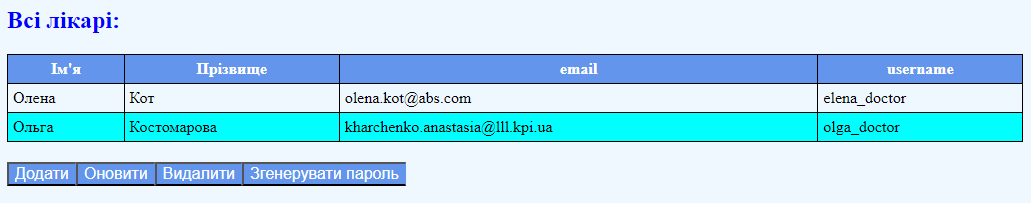 Всі лікарі:
Ім'я Прізвище email username
Олена Кот olena.kot@abs.com elena_doctor
Ольга Костомарова kharchenko.anastasia@lll.kpi.ua olga_doctor
Додати Оновити Видалити Згенерувати пароль